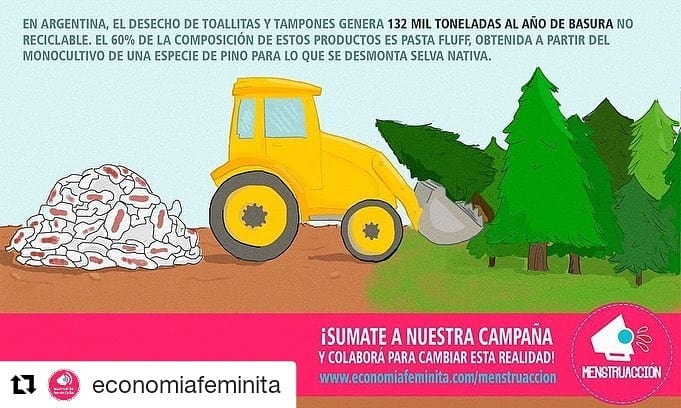 EN ARGENTINA, EL DESECHO DE TOALLITAS Y TAMPONES GENERA 132 MIL TONELADAS AL AÑO DE BASURA NO
RECICLABLE. EL 60% DE LA COMPOSICIÓN DE ESTOS PRODUCTOS ES PASTA FLUFF, OBTENIDA A PARTIR DEL
MONOCULTIVO DE UNA ESPECIE DE PINO PARA LO QUE SE DESMONTA SELVA NATIVA.
¡SUMATE A NUESTRA CAMPAÑA
Y COLABORÁ PARA CAMBIAR ESTA REALIDAD!
www.economiafeminita.com/menstruaccion
MENSTRUACCIÓN
economiafeminita